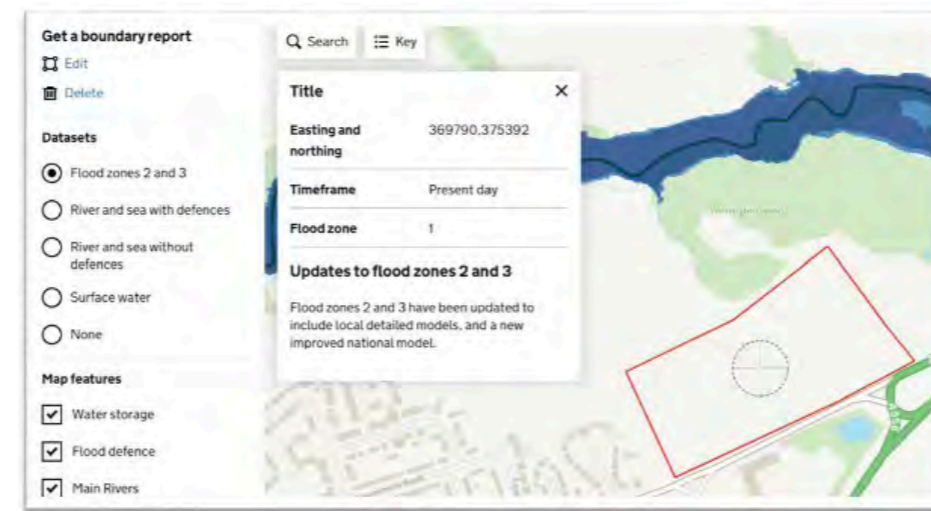 Get a boundary report
Edit
Delete
Datasets
Flood zones 2 and 3
River and sea with defences
River and sea without
defences
Surface water
None
Map features
Water storage
Flood defence
Main Rivers
Search
Key
Title
Easting and
northing
369790,375392
Timeframe
Present day
Flood zone
1
Updates to flood zones 2 and 3
Flood zones 2 and 3 have been updated to
include local detailed models, and a new
improved national model.